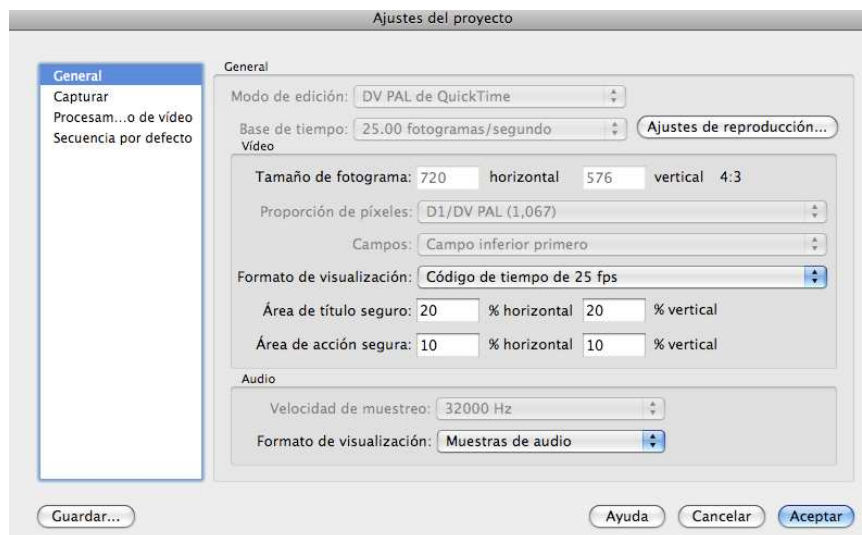 Ajustes del proyecto
General
Capturar
Procesam...o de vídeo
Secuencia por defecto
General
Modo de edición: DV PAL de QuickTime
Base de tiempo: 25.00 fotogramas/segundo Ajustes de reproducción...
Vídeo
Tamaño de fotograma: 720 horizontal 576 vertical 4:3
Proporción de píxeles: D1/DV PAL (1,067)
Campos: Campo inferior primero
Formato de visualización: Código de tiempo de 25 fps
Área de título seguro: 20 % horizontal 20 % vertical
Área de acción segura: 10 % horizontal 10 % vertical
Audio
Velocidad de muestreo: 32000 Hz
Formato de visualización: Muestras de audio
Guardar... Ayuda Cancelar Aceptar